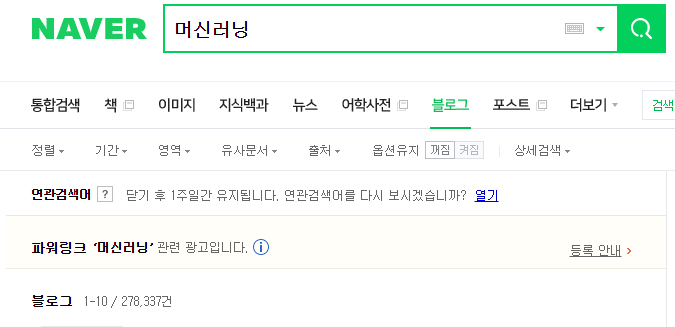 NAVER 머신러닝
통합검색 책 이미지 지식백과 뉴스 어학사전 블로그 포스트 더보기 검색
정렬 기간 영역 유사문서 출처 옵션유지 꺼짐 켜짐 상세검색
연관검색어 ? 닫기 후 1주일간 유지됩니다. 연관검색어를 다시 보시겠습니까? 열기
파워링크 '머신러닝' 관련 광고입니다. i 등록 안내 >
블로그 1-10 / 278,337건